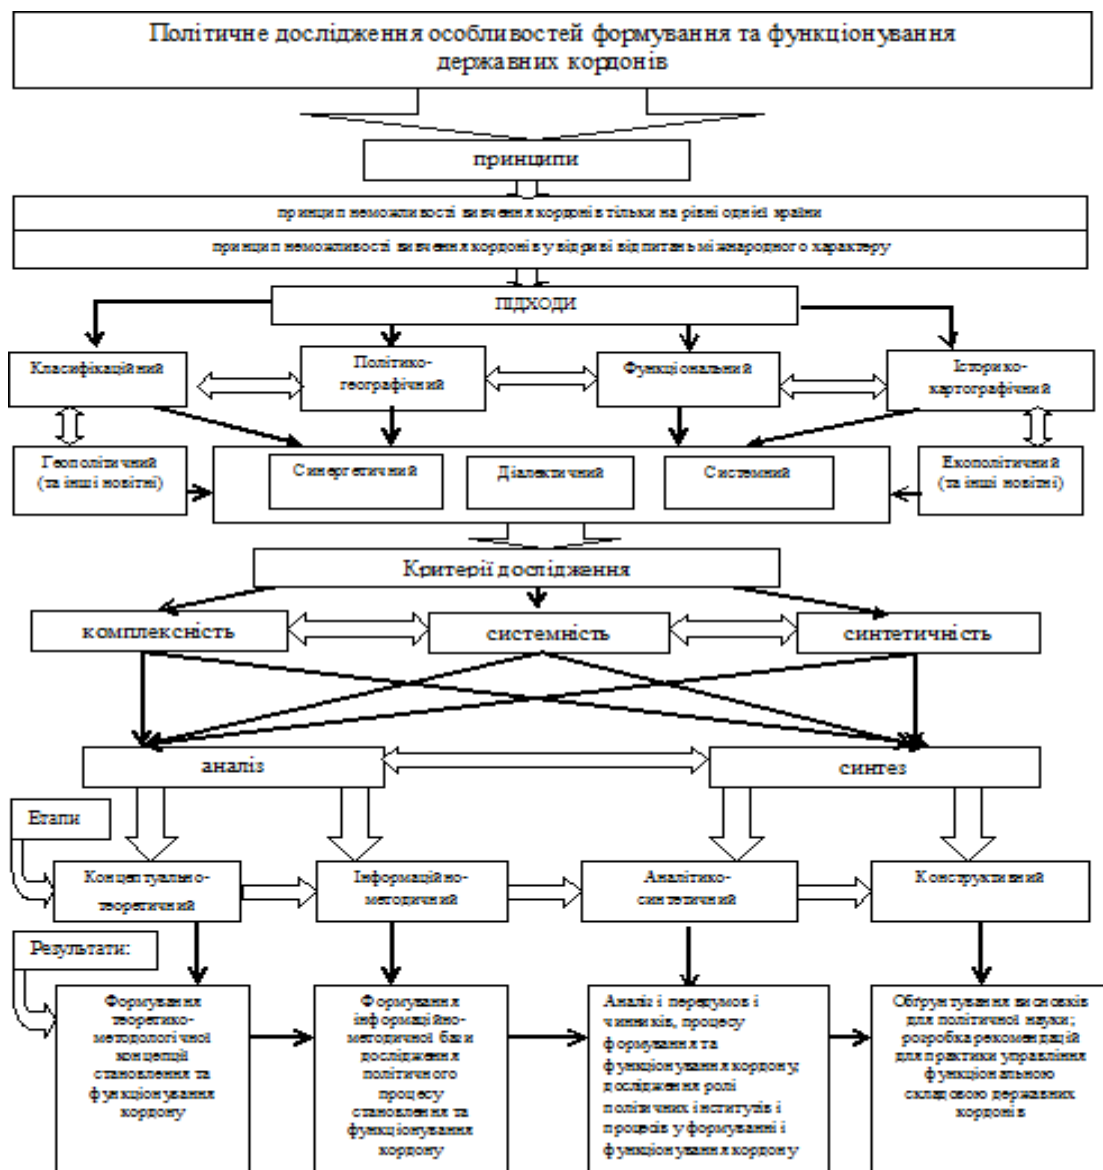 Політичне дослідження особливостей формування та функціонування
державних кордонів
принципи
принцип неможливості вивчення кордонів тільки на рівні однієї країни
принцип неможливості вивчення кордонів у відриві від питань міжнародного характеру
ПІДХОДИ
Класифікаційний
Політико-
географічний
Функціональний
Історико-
картографічний
Геополітичний
(та інші новітні)
Синергетичний
Діалектичний
Системний
Екополітичний
(та інші новітні)
Критерії дослідження
комплексність
системність
синтетичність
аналіз
синтез
Етапи
Концептуально-
теоретичний
Інформаційно-
методичний
Аналітико-
синтетичний
Конструктивний
Результати:
Формування
теоретико-
методологічної
концепції
становлення та
функціонування
кордону
Формування
інформаційно-
методичної бази
дослідження
політичного
процесу
становлення та
функціонування
кордону
Аналіз і передумов і
чинників, процесу
формування та
функціонування кордону;
дослідження ролі
політичних інститутів і
процесів у формуванні і
функціонування кордону
Обґрунтування висновків
для політичної науки;
розгробка рекомендацій
для практики управління
функціональною
складовою державних
кордонів